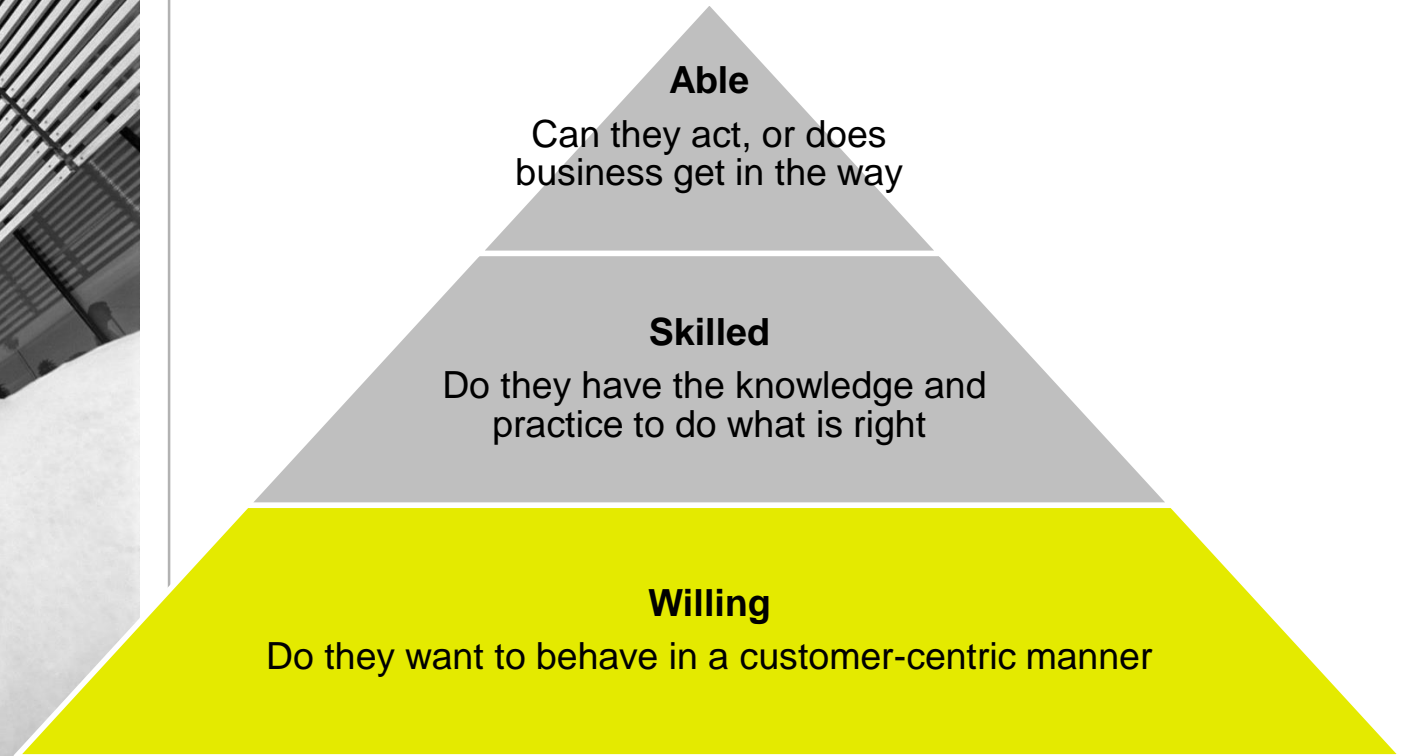 Able
Can they act, or does
business get in the way
Skilled
Do they have the knowledge and
practice to do what is right
Willing
Do they want to behave in a customer-centric manner